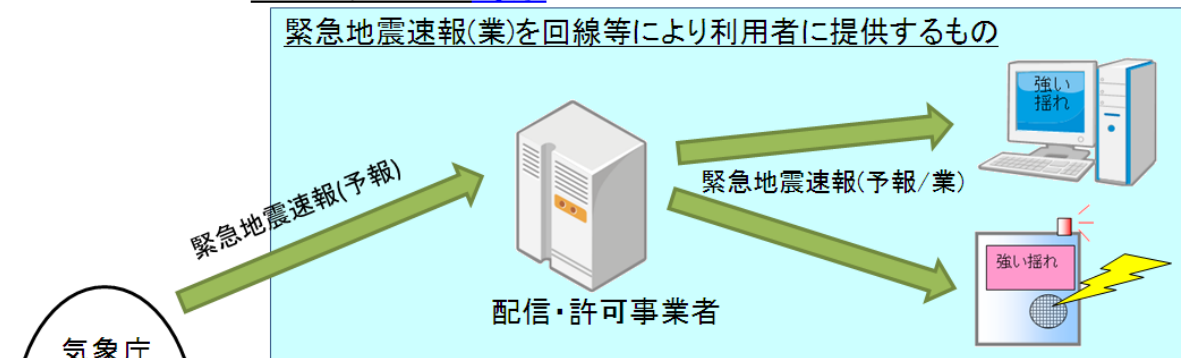 緊急地震速報(業)を回線等により利用者に提供するもの
強い
揺れ
緊急地震速報(予報)
緊急地震速報(予報/業)
強い揺れ
配信・許可事業者
気象庁